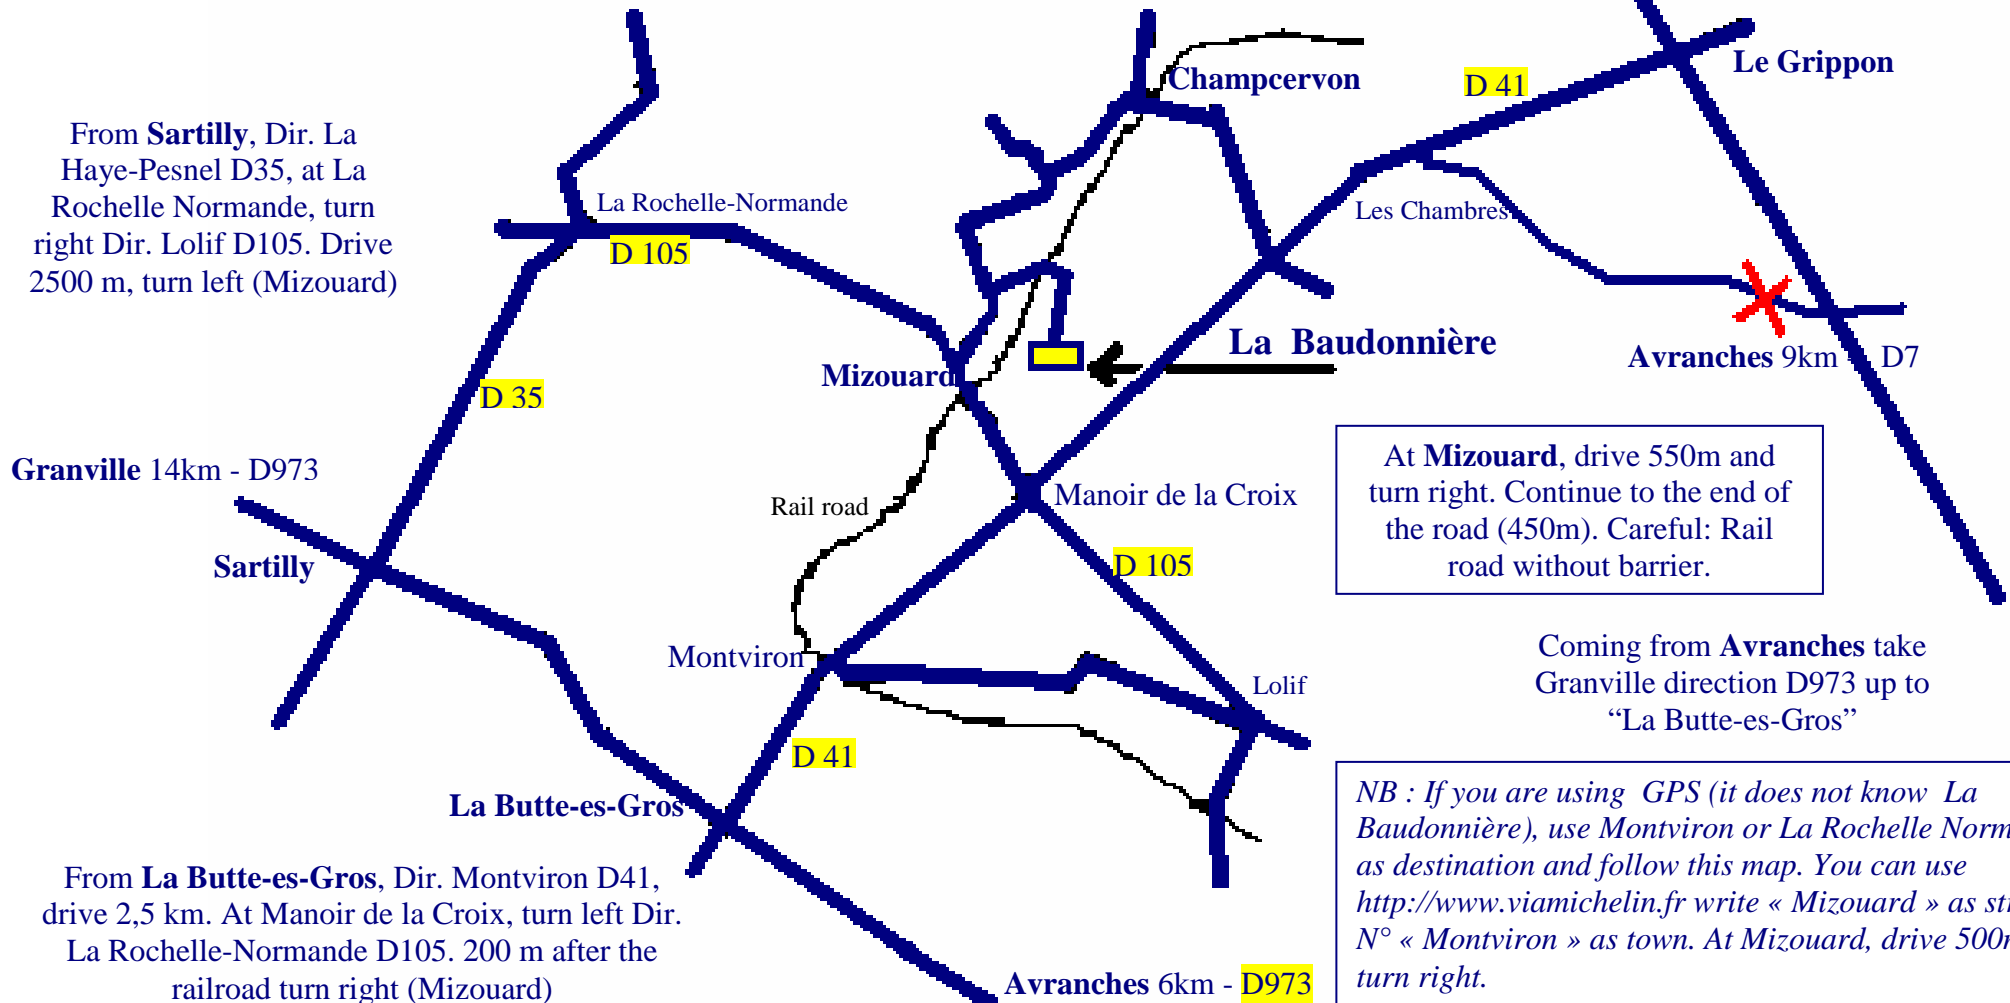 Champcervon
Le Grippon
D 41
From Sartilly, Dir. La
Haye-Pesnel D35, at La
Rochelle Normande, turn
right Dir. Lolif D105. Drive
2500 m, turn left (Mizouard)
La Rochelle-Normande
D 105
Les Chambres
La Baudonnière
Avranches 9km - D7
Mizouard
D 35
Granville 14km - D973
Sartilly
Rail road
Manoir de la Croix
D 105
At Mizouard, drive 550m and
turn right. Continue to the end of
the road (450m). Careful: Rail
road without barrier.
Montviron
Lolif
Coming from Avranches take
Granville direction D973 up to
“La Butte-es-Gros”
D 41
La Butte-es-Gros
From La Butte-es-Gros, Dir. Montviron D41,
drive 2,5 km. At Manoir de la Croix, turn left Dir.
La Rochelle-Normande D105. 200 m after the
railroad turn right (Mizouard)
Avranches 6km - D973
NB : If you are using GPS (it does not know La
Baudonnière), use Montviron or La Rochelle
as destination and follow this map. You can use
http://www.viamichelin.fr write « Mizouard » as
N° « Montviron » as town. At Mizouard, drive
turn right.